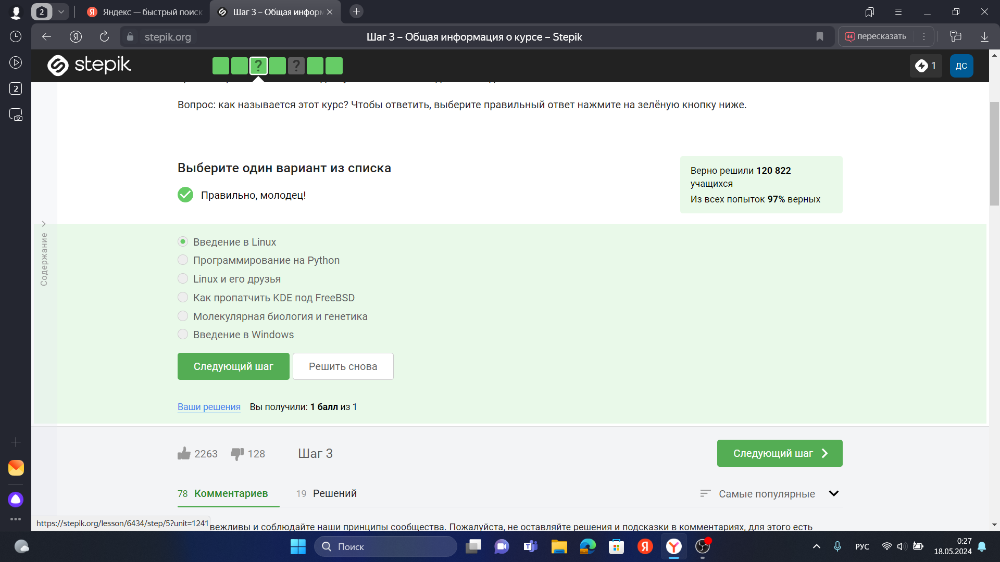 2
Яндекс — быстрый поиск
Шаг 3 – Общая информ
stepik.org
Шаг 3 – Общая информация о курсе – Stepik
пересказать
stepik
?
?
1
ДС
2
Вопрос: как называется этот курс? Чтобы ответить, выберите правильный ответ нажмите на зелёную кнопку ниже.
Выберите один вариант из списка
Правильно, молодец!
Верно решили 120 822
учащихся
Из всех попыток 97% верных
Содержание
Введение в Linux
Программирование на Python
Linux и его друзья
Как пропатчить KDE под FreeBSD
Молекулярная биология и генетика
Введение в Windows
Следующий шаг
Решить снова
Ваши решения
Вы получили: 1 балл из 1
2263
128
Шаг 3
Следующий шаг
78 Комментариев
19 Решений
Самые популярные
https://stepik.org/lesson/6434/step/5?unit=1241
вежливы и соблюдайте наши принципы сообщества. Пожалуйста, не оставляйте решения и подсказки в комментариях, для этого есть
Поиск
РУС
0:27
18.05.2024